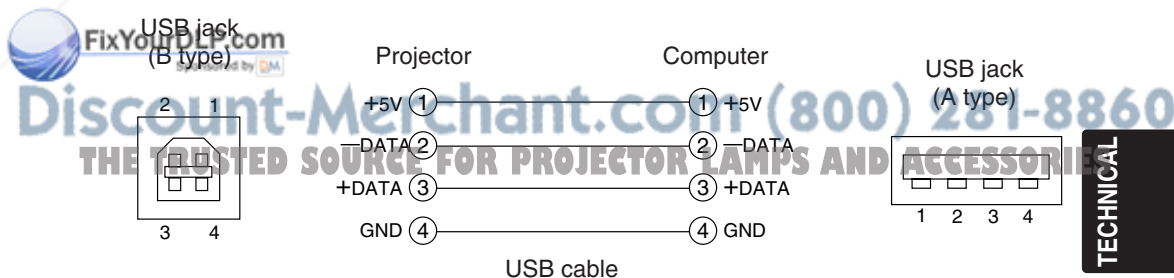 FixYourDLP.com
Sponsored by DM
USB jack
(B type)
Projector
Computer
USB jack
(A type)
Discount-Merchant.com (800) 281-8860
THE TRUSTED SOURCE FOR PROJECTOR LAMPS AND ACCESSORIES
2 1
3 4
+5V 1 1 +5V
−DATA 2 2 −DATA
+DATA 3 3 +DATA
GND 4 4 GND
USB cable
1 2 3 4
TECHNICAL